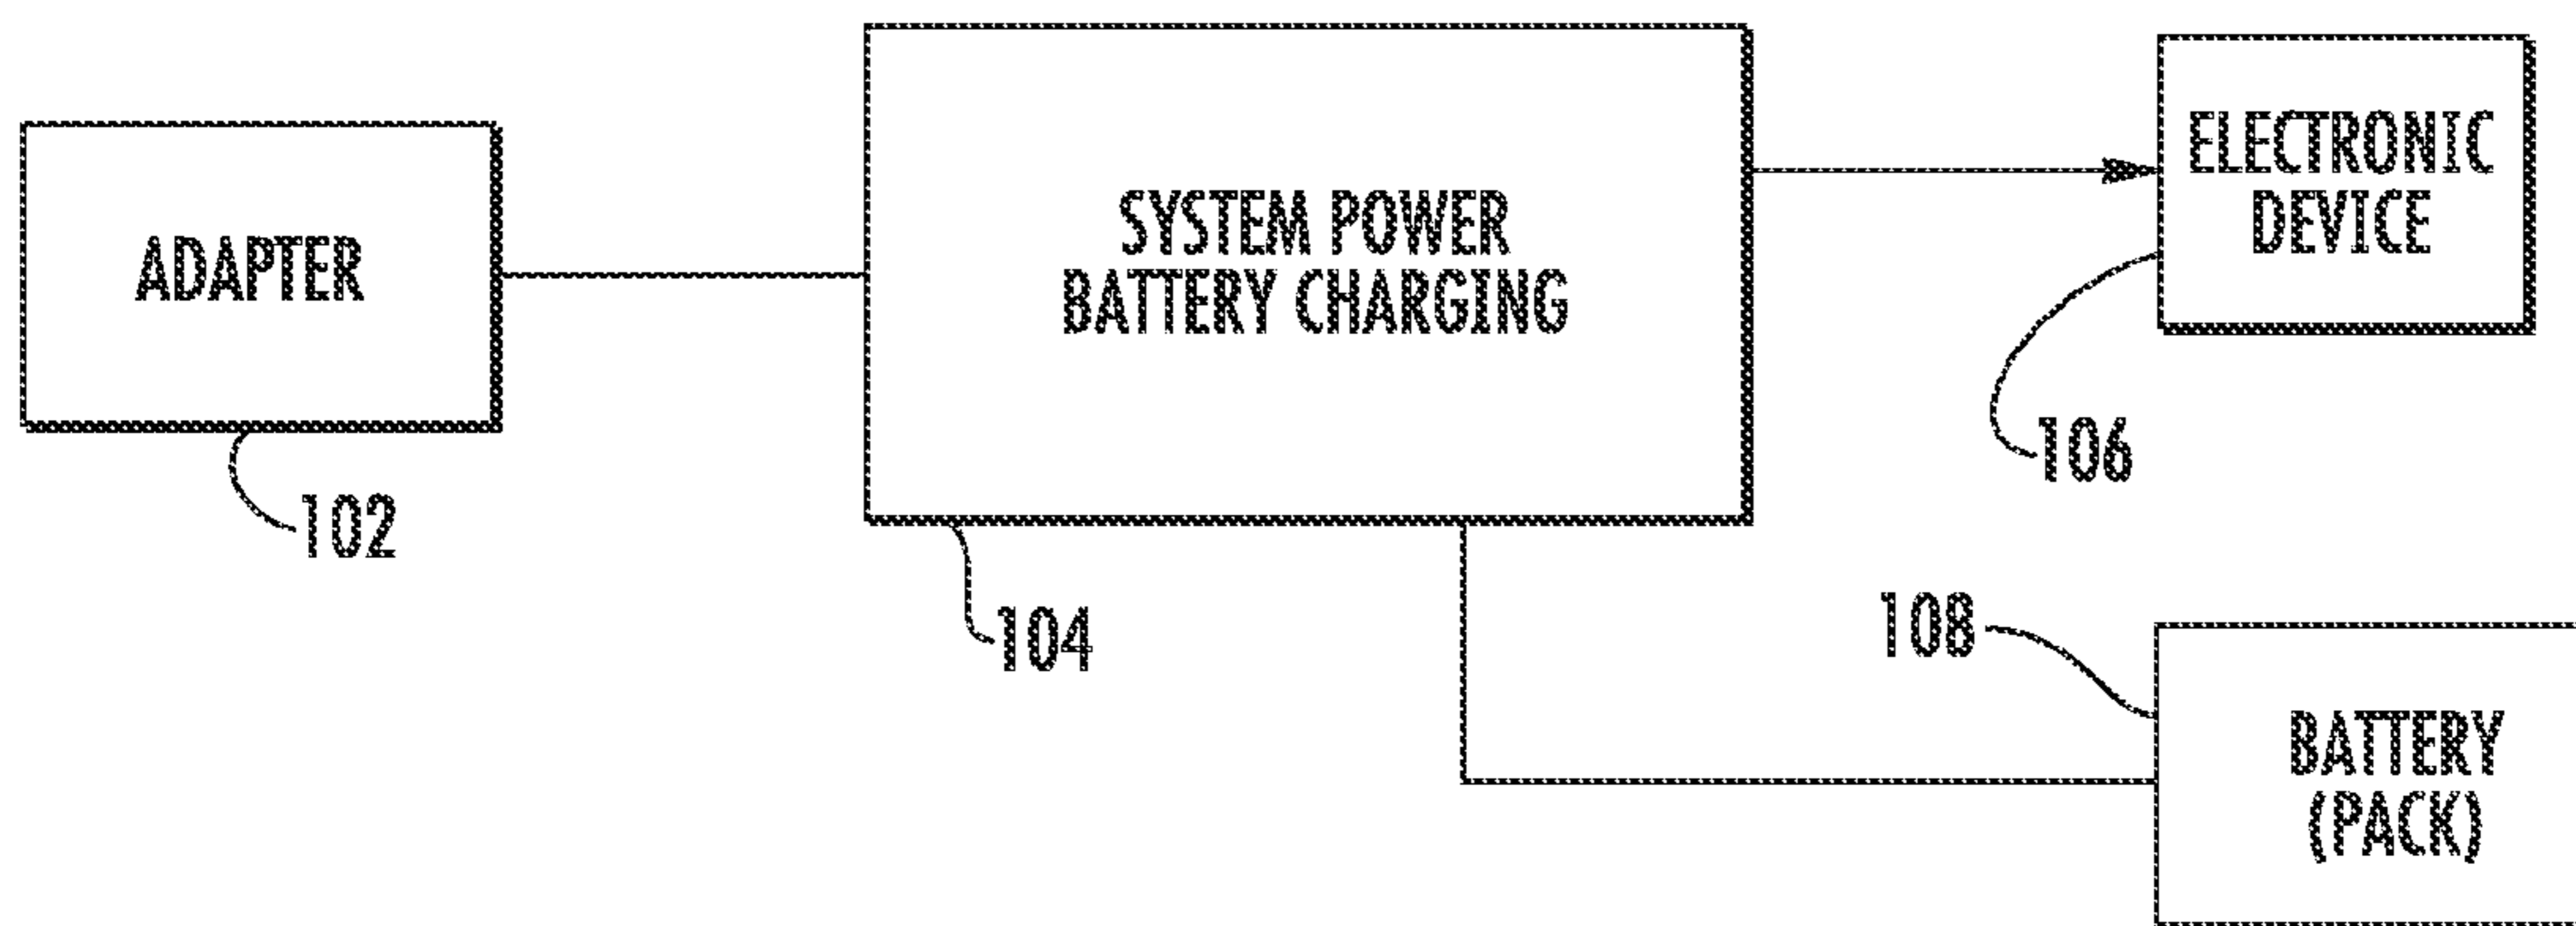 ADAPTER
102
SYSTEM POWER
BATTERY CHARGING
104
ELECTRONIC
DEVICE
106
108
BATTERY
(PACK)